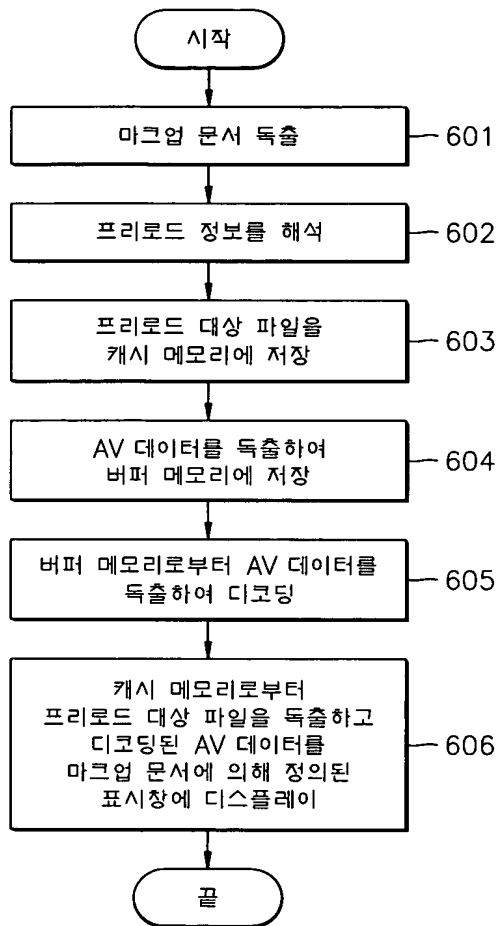 시작
마크업 문서 독출
601
프리로드 정보를 해석
602
프리로드 대상 파일을
캐시 메모리에 저장
603
AV 데이터를 독출하여
버퍼 메모리에 저장
604
버퍼 메모리로부터 AV 데이터를
독출하여 디코딩
605
캐시 메모리로부터
프리로드 대상 파일을 독출하고
디코딩된 AV 데이터를
마크업 문서에 의해 정의된
표시창에 디스플레이
606
끝